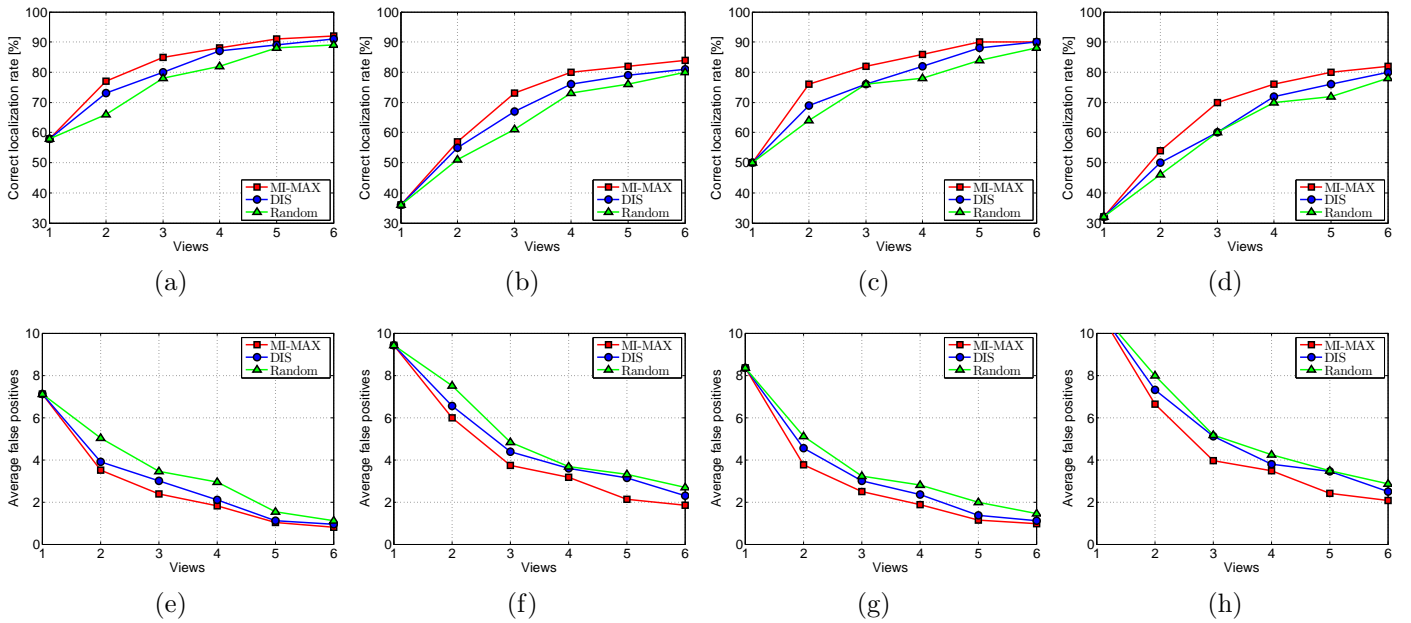 Correct localization rate [%]
100
90
80
70
60
50
40
30
1 2 3 4 5 6
Views
MI-MAX
DIS
Random
(a)
Correct localization rate [%]
100
90
80
70
60
50
40
30
1 2 3 4 5 6
Views
MI-MAX
DIS
Random
(b)
Correct localization rate [%]
100
90
80
70
60
50
40
30
1 2 3 4 5 6
Views
MI-MAX
DIS
Random
(c)
Correct localization rate [%]
100
90
80
70
60
50
40
30
1 2 3 4 5 6
Views
MI-MAX
DIS
Random
(d)
Average false positives
10
8
6
4
2
0
1 2 3 4 5 6
Views
MI-MAX
DIS
Random
(e)
Average false positives
10
8
6
4
2
0
1 2 3 4 5 6
Views
MI-MAX
DIS
Random
(f)
Average false positives
10
8
6
4
2
0
1 2 3 4 5 6
Views
MI-MAX
DIS
Random
(g)
Average false positives
10
8
6
4
2
0
1 2 3 4 5 6
Views
MI-MAX
DIS
Random
(h)